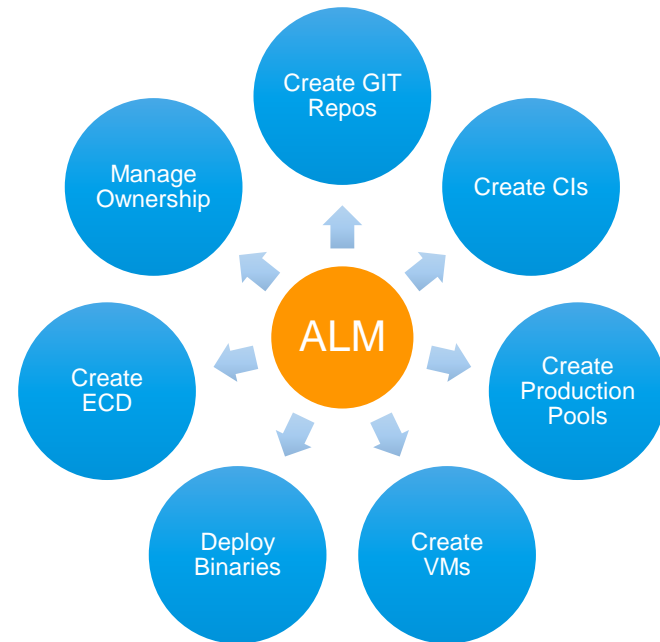 Create GIT
Repos
Create CIs
Create
Production
Pools
Create
VMs
Deploy
Binaries
Create
ECD
Manage
Ownership
ALM